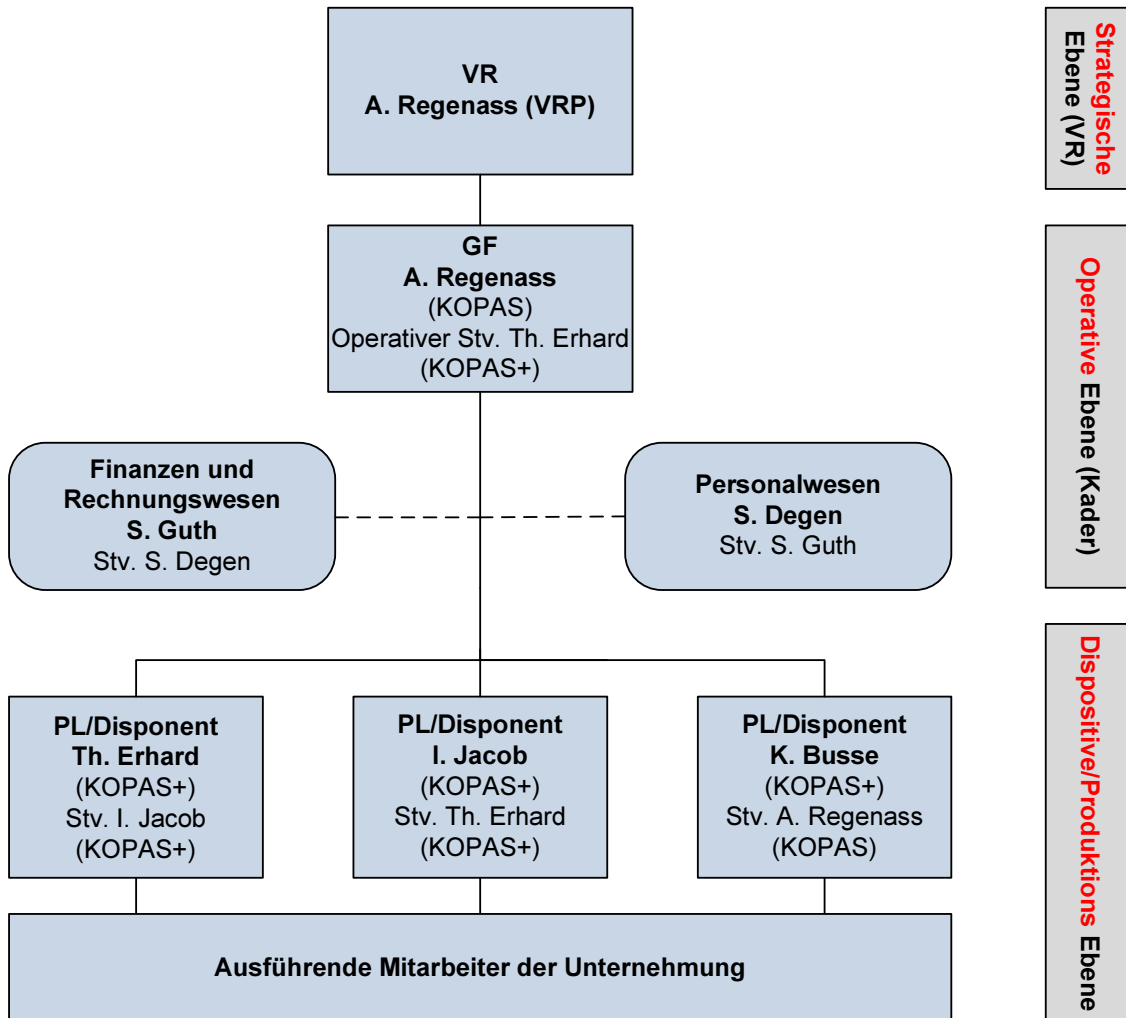 VR
A. Regenass (VRP)
Strategische
Ebene (VR)
GF
A. Regenass
(KOPAS)
Operativer Stv. Th. Erhard
(KOPAS+)
Operative Ebene (Kader)
Finanzen und
Rechnungswesen
S. Guth
Stv. S. Degen
Personalwesen
S. Degen
Stv. S. Guth
PL/Disponent
Th. Erhard
(KOPAS+)
Stv. I. Jacob
(KOPAS+)
PL/Disponent
I. Jacob
(KOPAS+)
Stv. Th. Erhard
(KOPAS+)
PL/Disponent
K. Busse
(KOPAS+)
Stv. A. Regenass
(KOPAS)
Dispositive/Produktions Ebene
Ausführende Mitarbeiter der Unternehmung